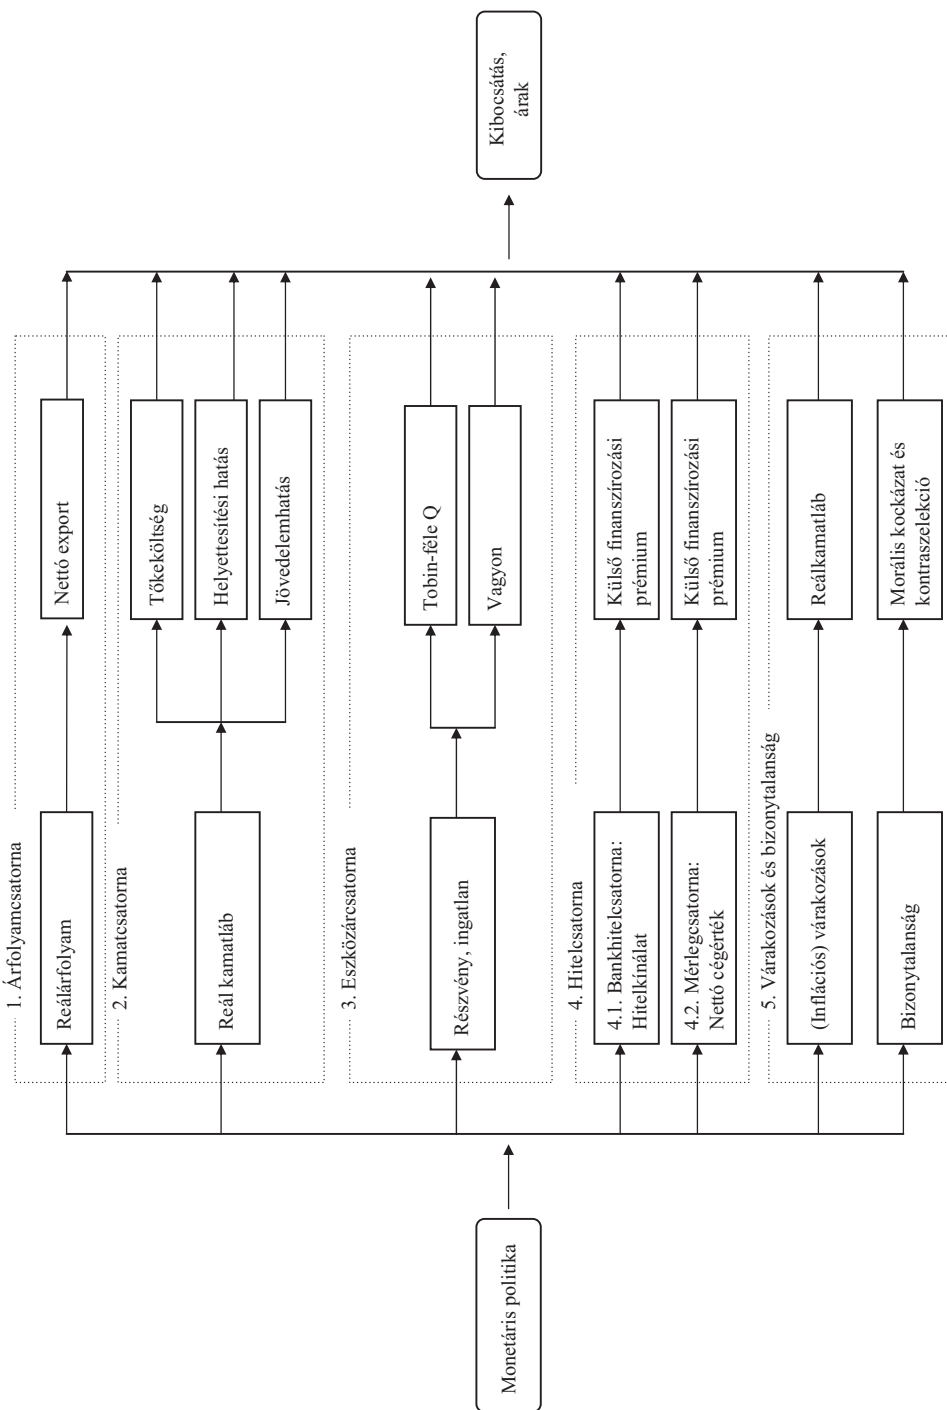 Monetáris politika
1. Árfolyamcsatorna
Reálárfolyam
Nettó export
2. Kamatcsatorna
Reál kamatláb
Tőkeköltség
Helyettesítési hatás
Jövedelemhatás
3. Eszközárcsatorna
Részvény, ingatlan
Tobin-féle Q
Vagyon
4. Hitelcsatorna
4.1. Bankhitelcsatorna:
Hitelkínálat
Külső finanszírozási
prémium
4.2. Mérlegcsatorna:
Nettó cégérték
Külső finanszírozási
prémium
5. Várakozások és bizonytalanság
(Inflációs) várakozások
Reálkamatláb
Bizonytalanság
Morális kockázat és
kontraszelekció
Kibocsátás,
árak